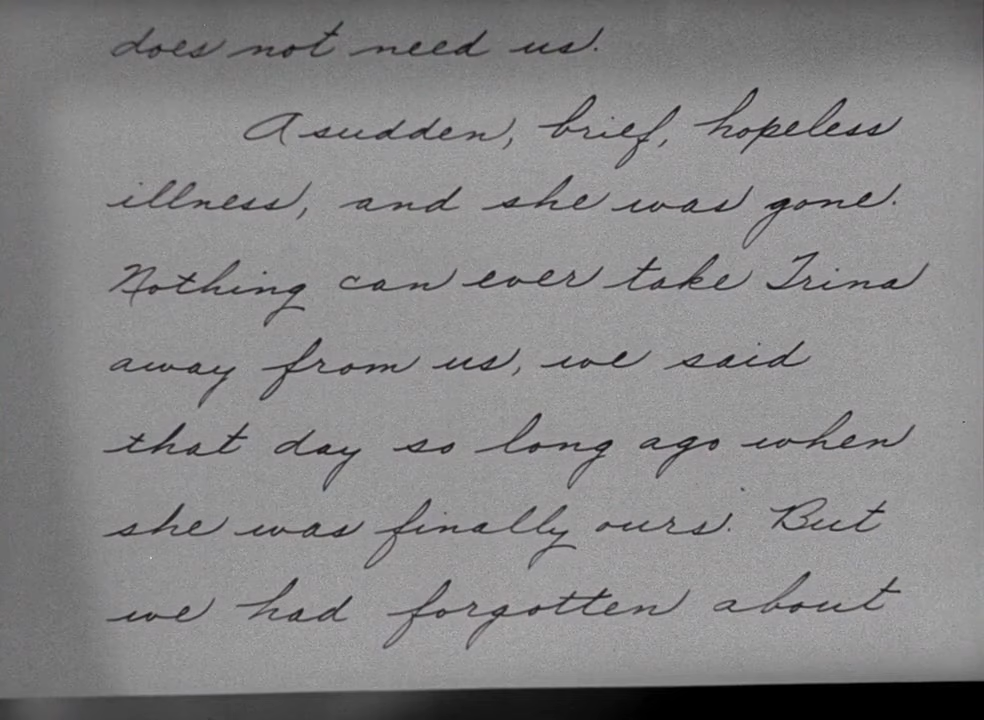 does not need us.
A sudden, brief, hopeless
illness, and she was gone.
Nothing can ever take Trina
away from us, we said
that day so long ago when
she was finally ours. But
we had forgotten about